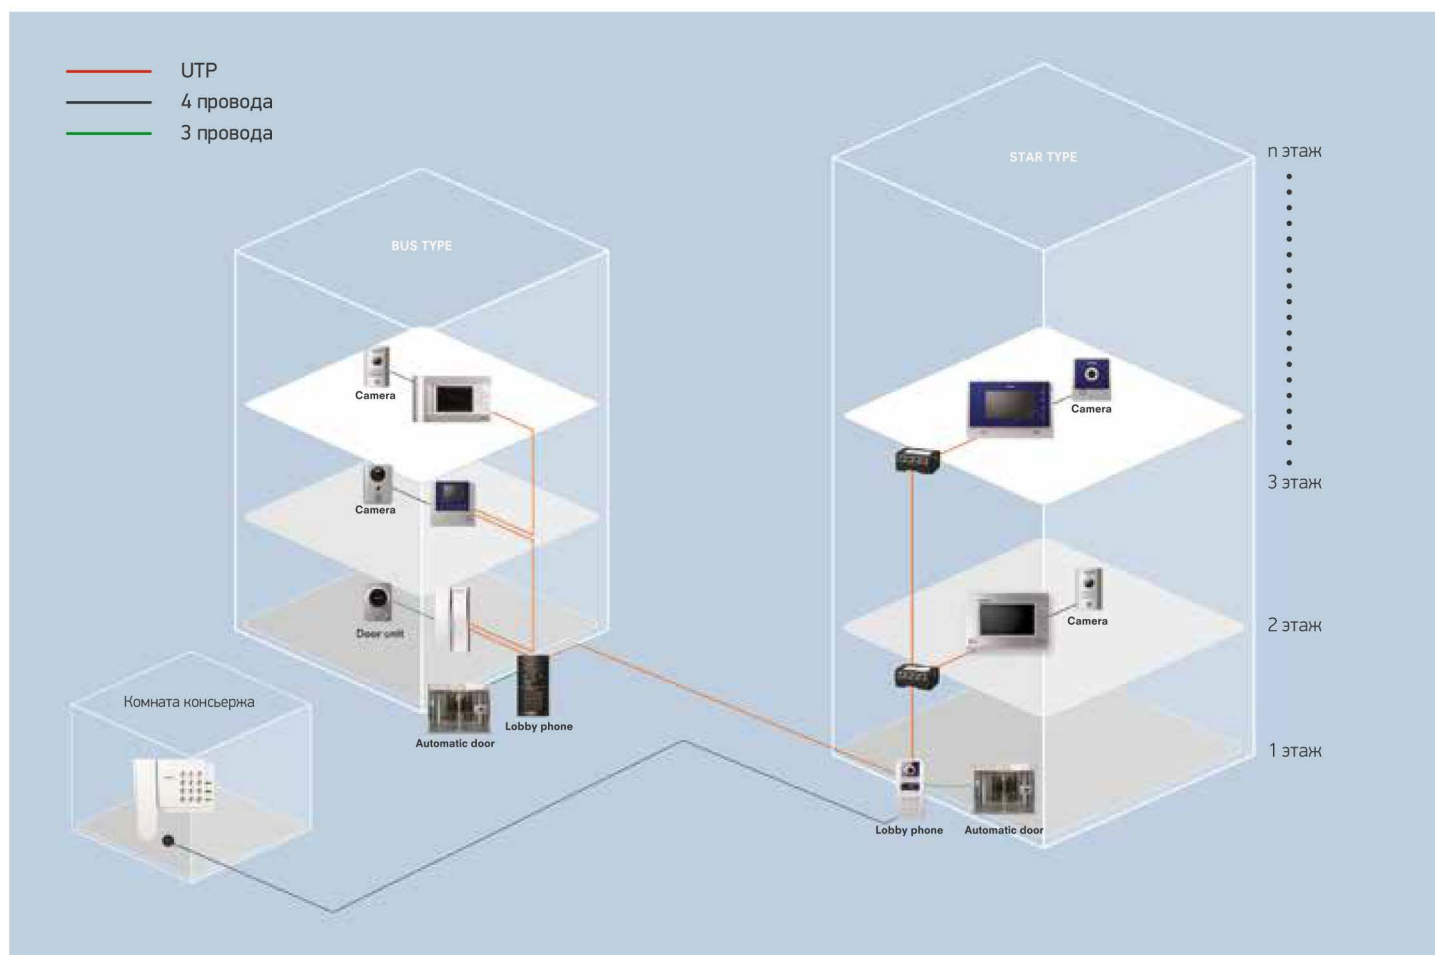 UTP
4 провода
3 провода
STAR TYPE
n этаж
BUS TYPE
Camera
Camera
3 этаж
Camera
Door unit
Camera
2 этаж
Комната консьержа
Lobby phone
Automatic door
1 этаж
Lobby phone
Automatic door